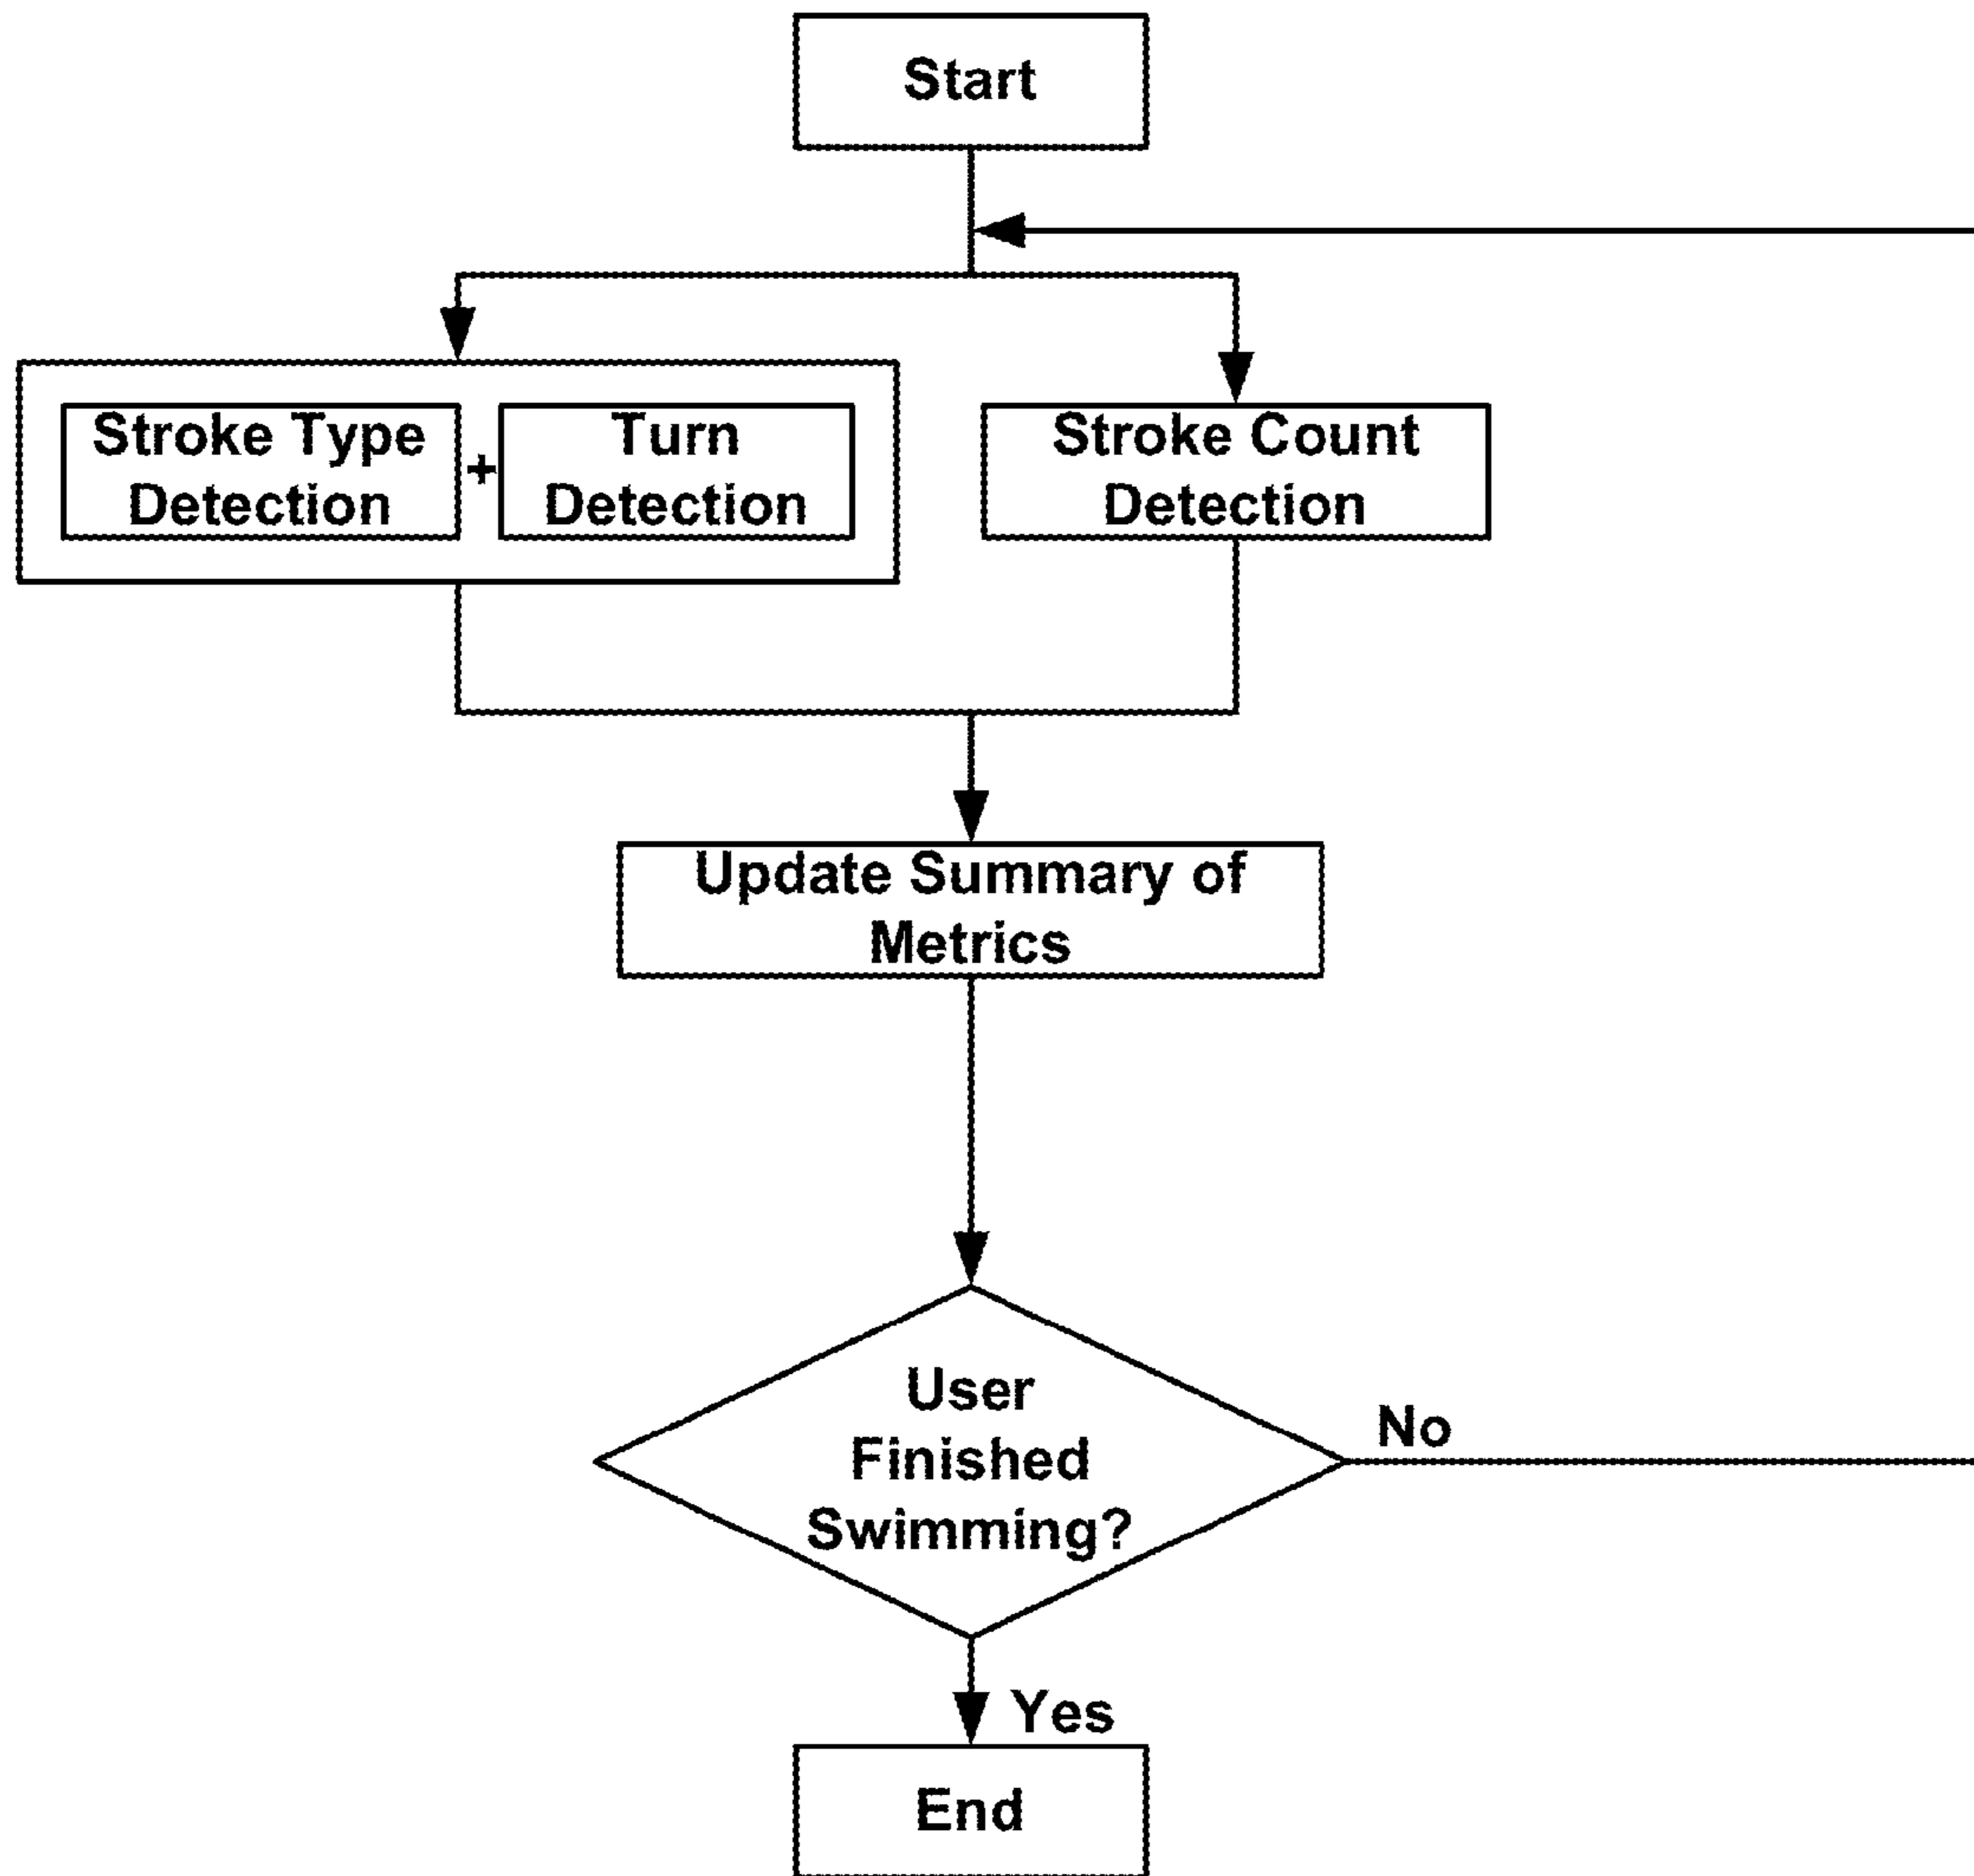 Start
Stroke Type
Detection
+
Turn
Detection
Stroke Count
Detection
Update Summary of
Metrics
User
Finished
Swimming?
No
Yes
End